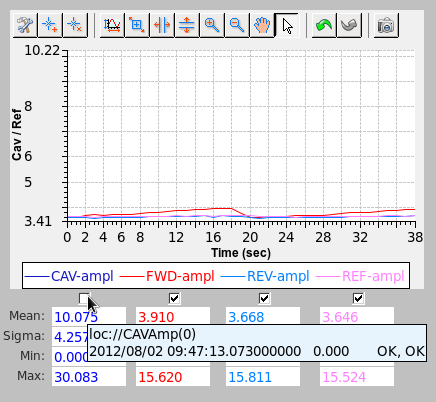 10.22
8
6
5
3.41
Cav / Ref
0 2 4 6 8 12 16 20 24 28 32 38
Time (sec)
CAV-ampl FWD-ampl REV-ampl REF-ampl
Mean: 10.075 3.910 3.668 3.646
Sigma: 4.257
loc://CAVAmp(0)
Min: 0.000
2012/08/02 09:47:13.073000000 0.000 OK, OK
Max: 30.083 15.620 15.811 15.524